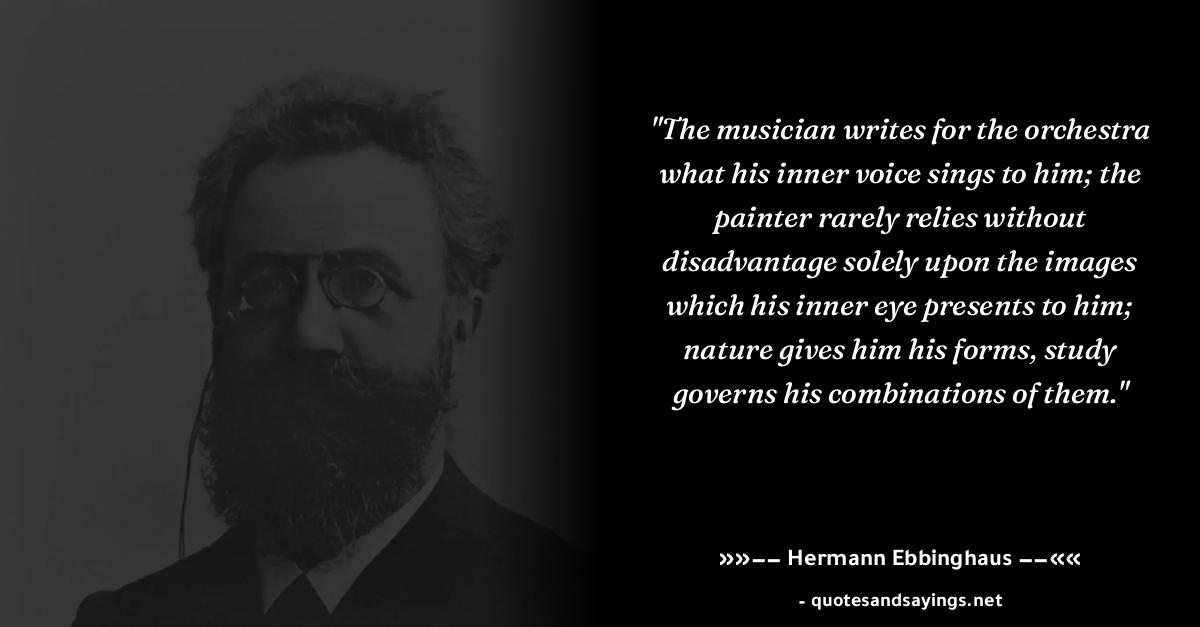 "The musician writes for the orchestra
what his inner voice sings to him; the
painter rarely relies without
disadvantage solely upon the images
which his inner eye presents to him;
nature gives him his forms, study
governs his combinations of them."
»»−− Hermann Ebbinghaus −−««
- quotesandsayings.net